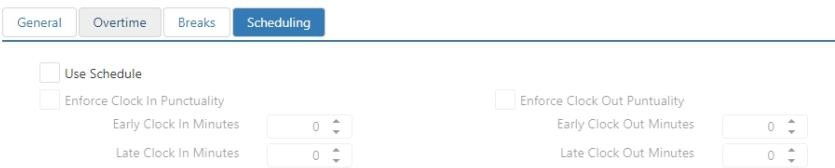 General Overtime Breaks Scheduling
Use Schedule
Enforce Clock In Punctuality Enforce Clock Out Puntuality
Early Clock In Minutes 0 Early Clock Out Minutes 0
Late Clock In Minutes 0 Late Clock Out Minutes 0